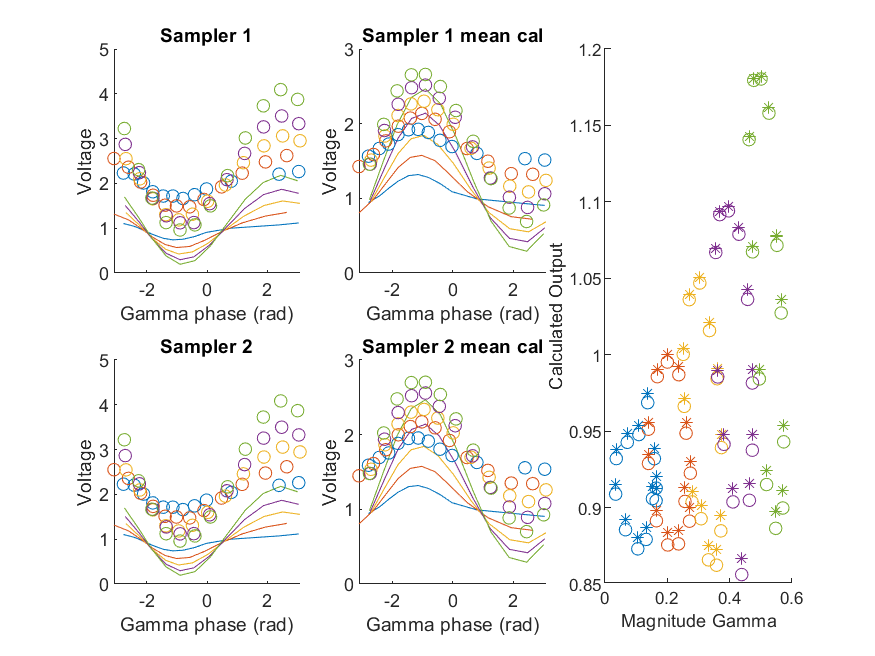 Sampler 1
5
4
3
2
1
0
Voltage
-2 0 2
Gamma phase (rad)
Sampler 1 mean cal
3
2
1
0
Voltage
-2 0 2
Gamma phase (rad)
Sampler 2
5
4
3
2
1
0
Voltage
-2 0 2
Gamma phase (rad)
Sampler 2 mean cal
3
2
1
0
Voltage
-2 0 2
Gamma phase (rad)
1.2
1.15
1.1
1.05
1
0.95
0.9
0.85
Calculated Output
0 0.2 0.4 0.6
Magnitude Gamma